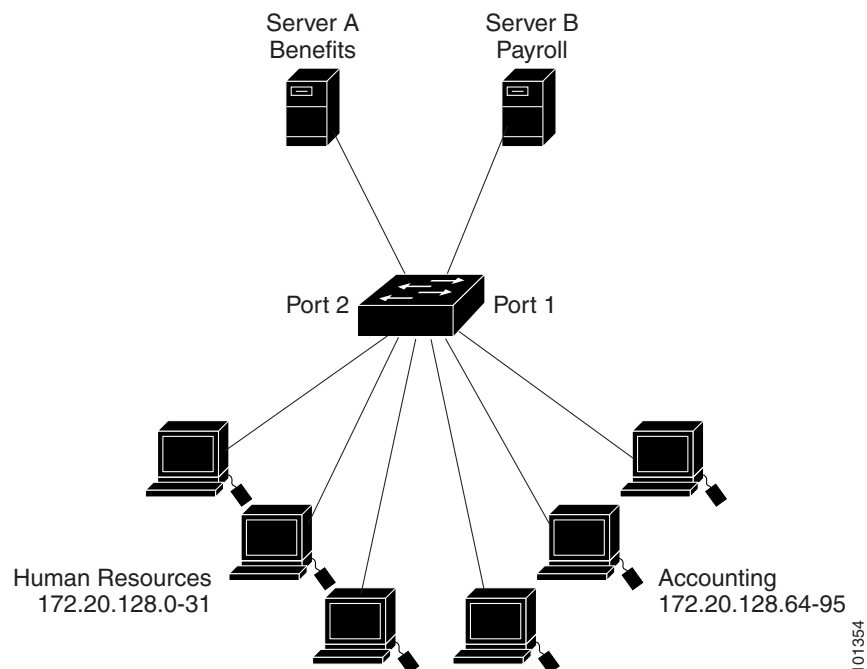 Server A
Benefits
Server B
Payroll
Port 2
Port 1
Human Resources
172.20.128.0-31
Accounting
172.20.128.64-95
101354